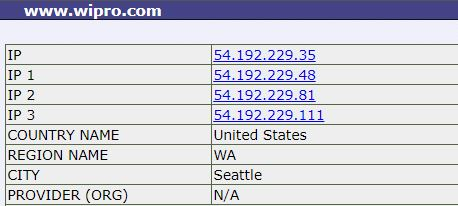 www.wipro.com
IP 54.192.229.35
IP 1 54.192.229.48
IP 2 54.192.229.81
IP 3 54.192.229.111
COUNTRY NAME United States
REGION NAME WA
CITY Seattle
PROVIDER (ORG) N/A